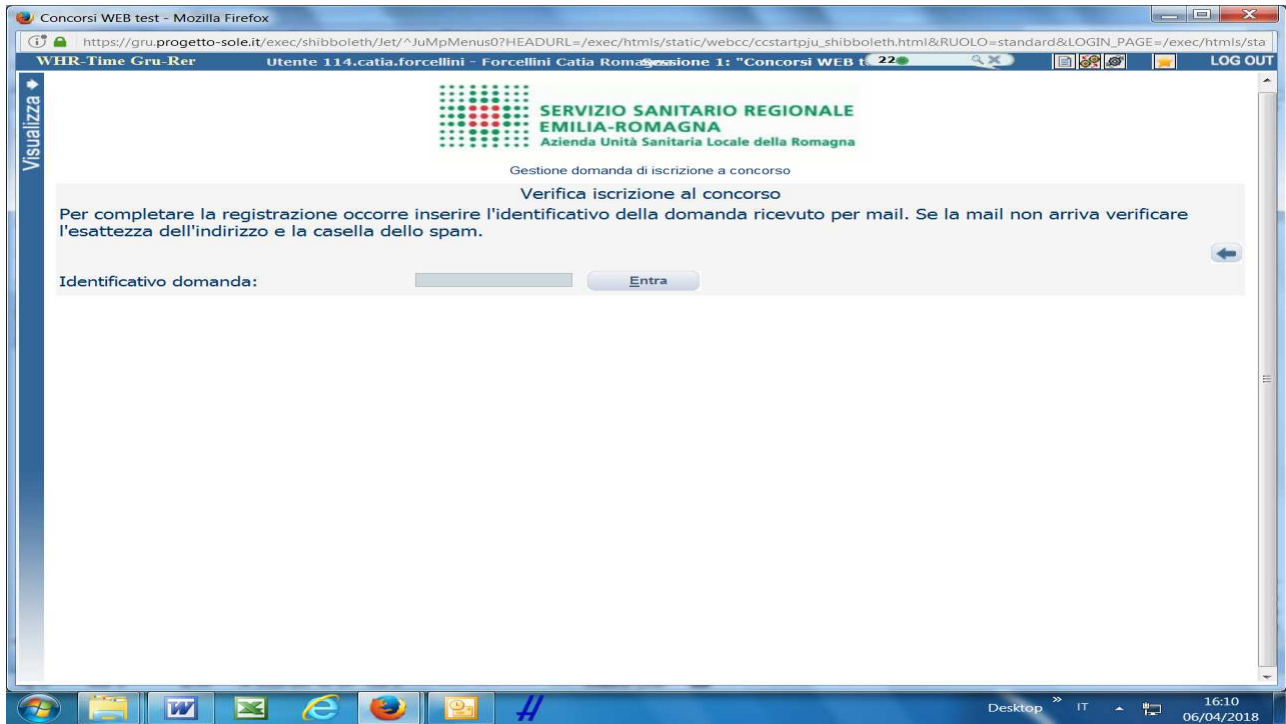 Concorsi WEB test - Mozilla Firefox
https://gru.progetto-sole.it/exec/shibboleth/Jet/^JuMpMenus0?HEADURL=/exec/htmls/static/webcc/ccstartpju_shibboleth.html&RUOLO=standard&LOGIN_PAGE=/exec/htmls/sta
WHR-Time Gru-Rer Utente 114.catia.forcellini - Forcellini Catia 1: "Concorsi WEB t 22 LOG OUT
Visualizza
SERVIZIO SANITARIO REGIONALE
EMILIA-ROMAGNA
Azienda Unità Sanitaria Locale della Romagna
Gestione domanda di iscrizione a concorso
Verifica iscrizione al concorso
Per completare la registrazione occorre inserire l'identificativo della domanda ricevuto per mail. Se la mail non arriva verificare
l'esattezza dell'indirizzo e la casella dello spam.
Identificativo domanda: Entra
Desktop » IT 16:10
06/04/2018